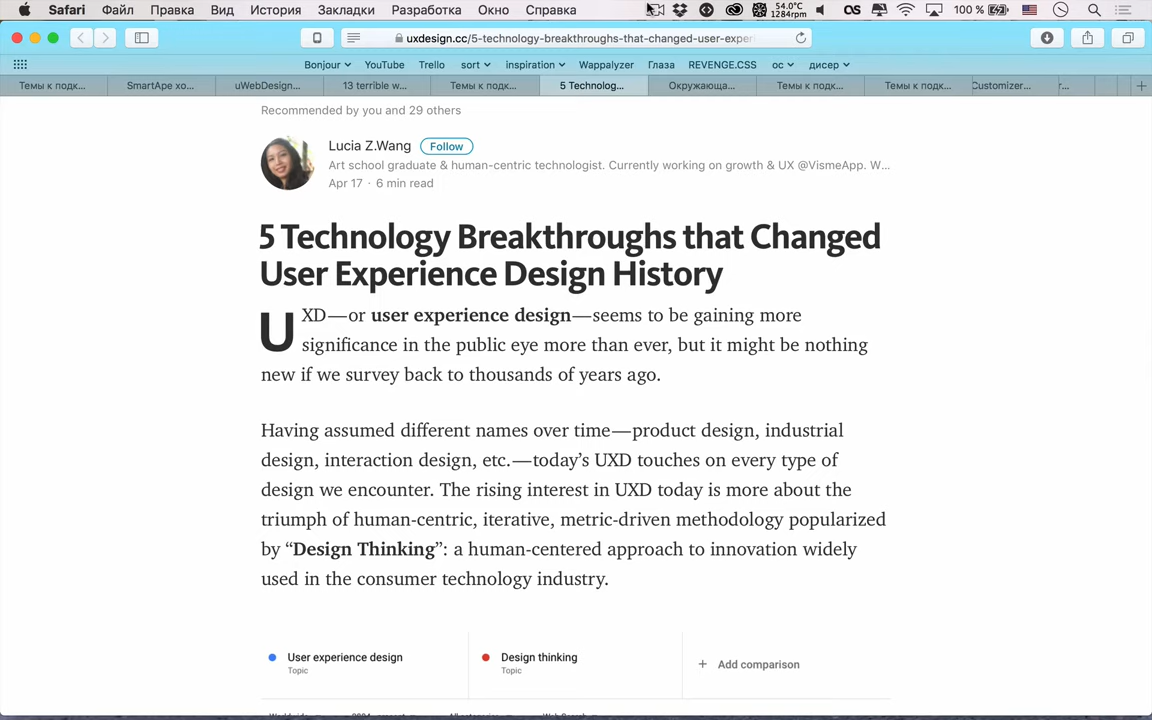 Safari Файл Правка Вид История Закладки Разработка Окно Справка 54.0°C 1284rpm 100 %
uxdesign.cc/5-technology-breakthroughs-that-changed-user-exper
Bonjour YouTube Trello sort inspiration Wappalyzer Глаза REVENGE.CSS ос дисер
Темы к подк... SmartApe хо... uWebDesign... 13 terrible w... Темы к подк... 5 Technolog... Окружающа... Темы к подк... Темы к подк... Customizer...
Recommended by you and 29 others
Lucia Z.Wang Follow
Art school graduate & human-centric technologist. Currently working on growth & UX @VismeApp. W...
Apr 17 · 6 min read
5 Technology Breakthroughs that Changed
User Experience Design History
UXD—or user experience design—seems to be gaining more
significance in the public eye more than ever, but it might be nothing
new if we survey back to thousands of years ago.
Having assumed different names over time—product design, industrial
design, interaction design, etc.—today’s UXD touches on every type of
design we encounter. The rising interest in UXD today is more about the
triumph of human-centric, iterative, metric-driven methodology popularized
by “Design Thinking”: a human-centered approach to innovation widely
used in the consumer technology industry.
User experience design Design thinking + Add comparison
Topic Topic